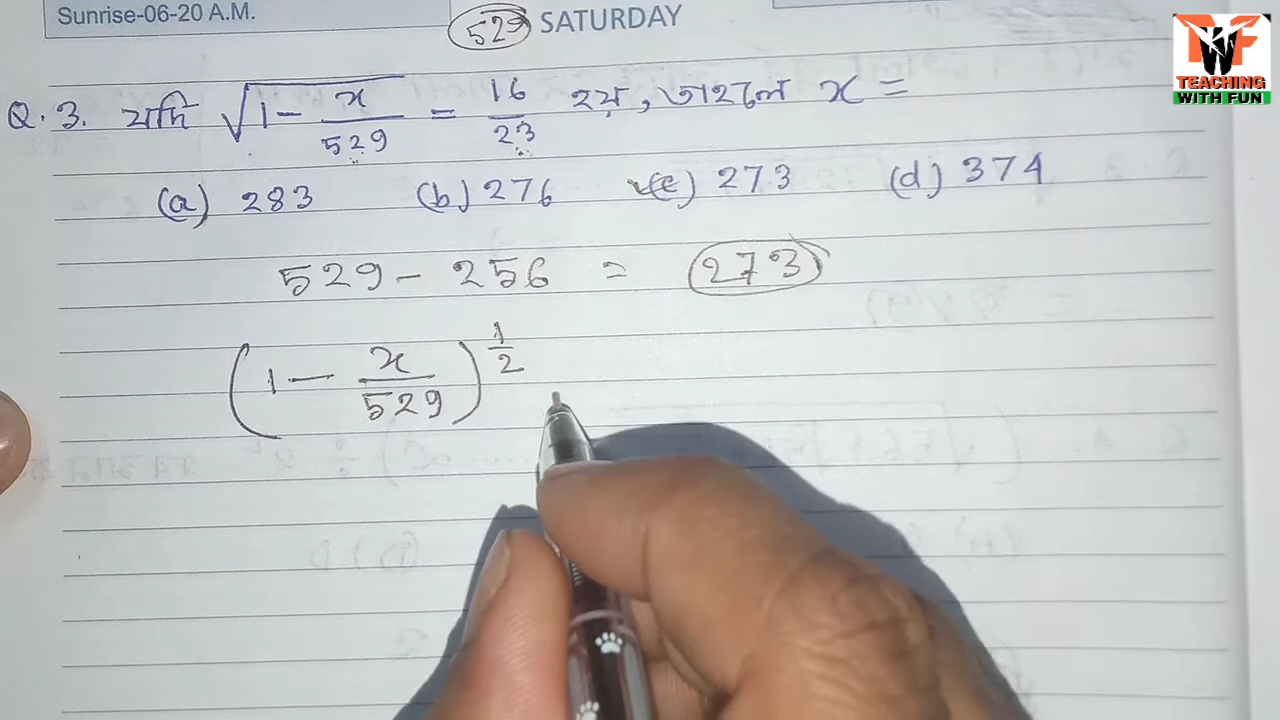 Sunrise-06-20 A.M.
529 SATURDAY
TWF
TEACHING
WITH FUN
Q. 3. যদি √(1 - x/529) = 16/23 হয়, তাহলে x =
(a) 283 (b) 276 (c) 273 (d) 374
529 - 256 = 273
(1 - x/529)^(1/2)